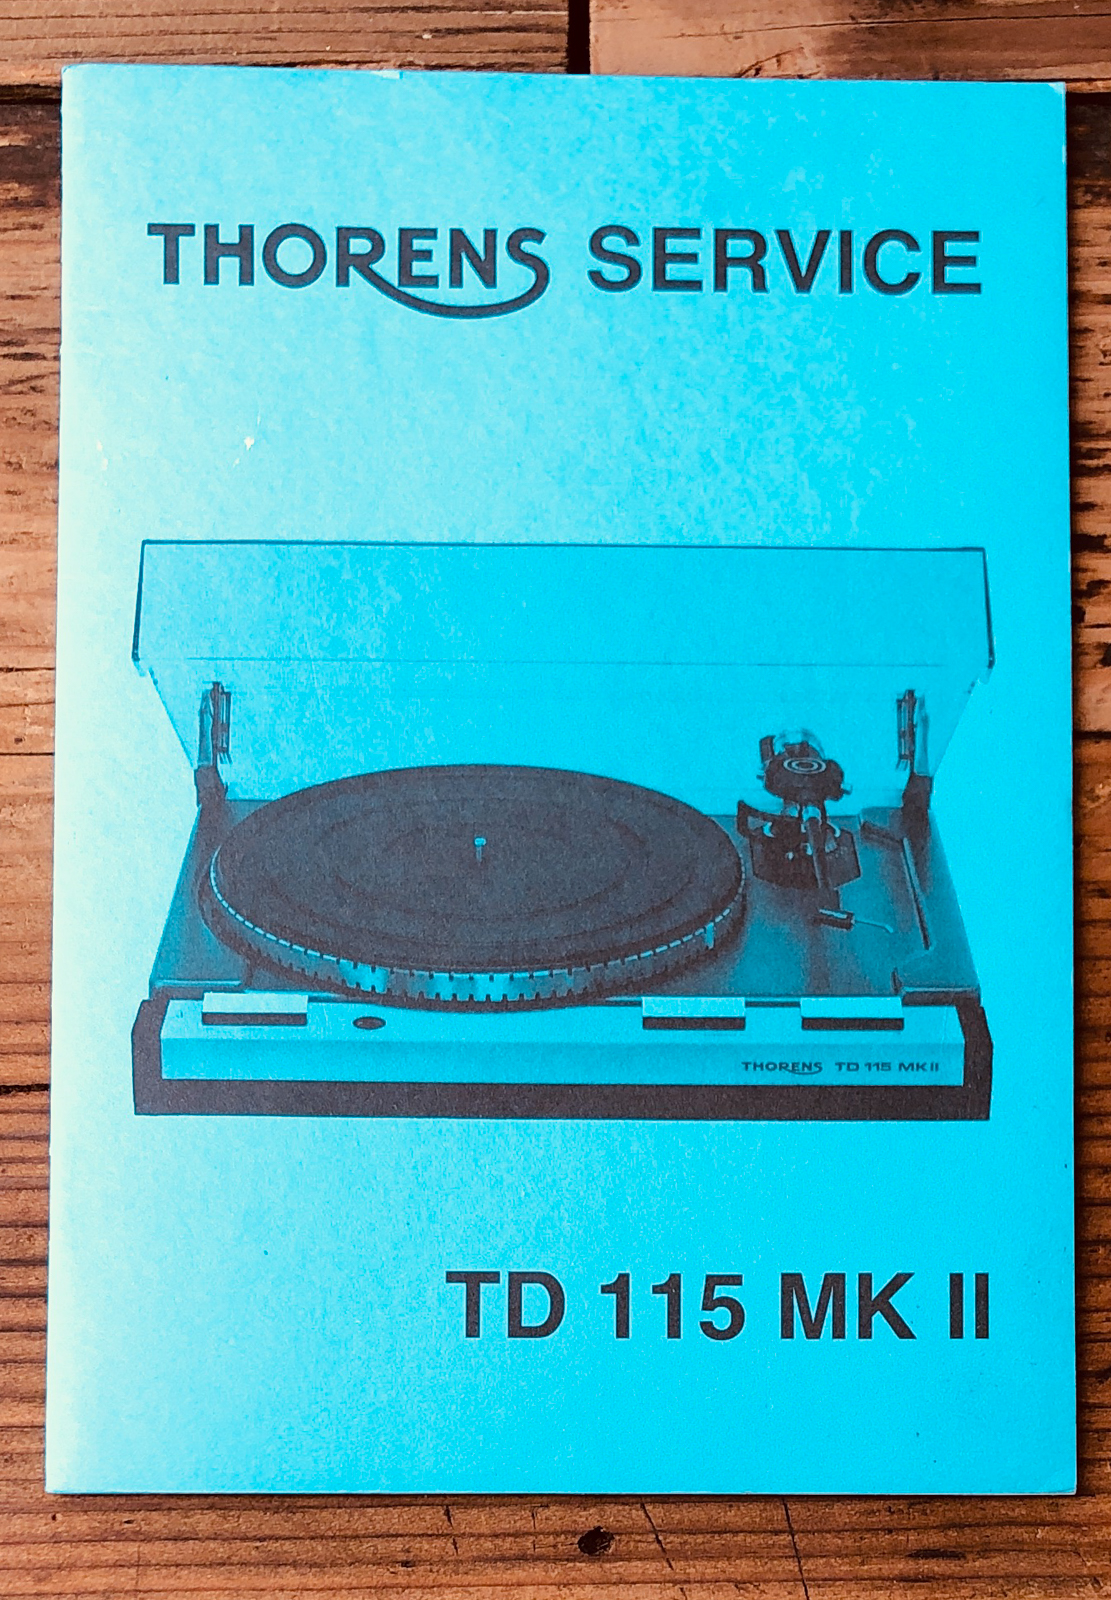 THORENS SERVICE
THORENS TD 115 MK II
TD 115 MK II